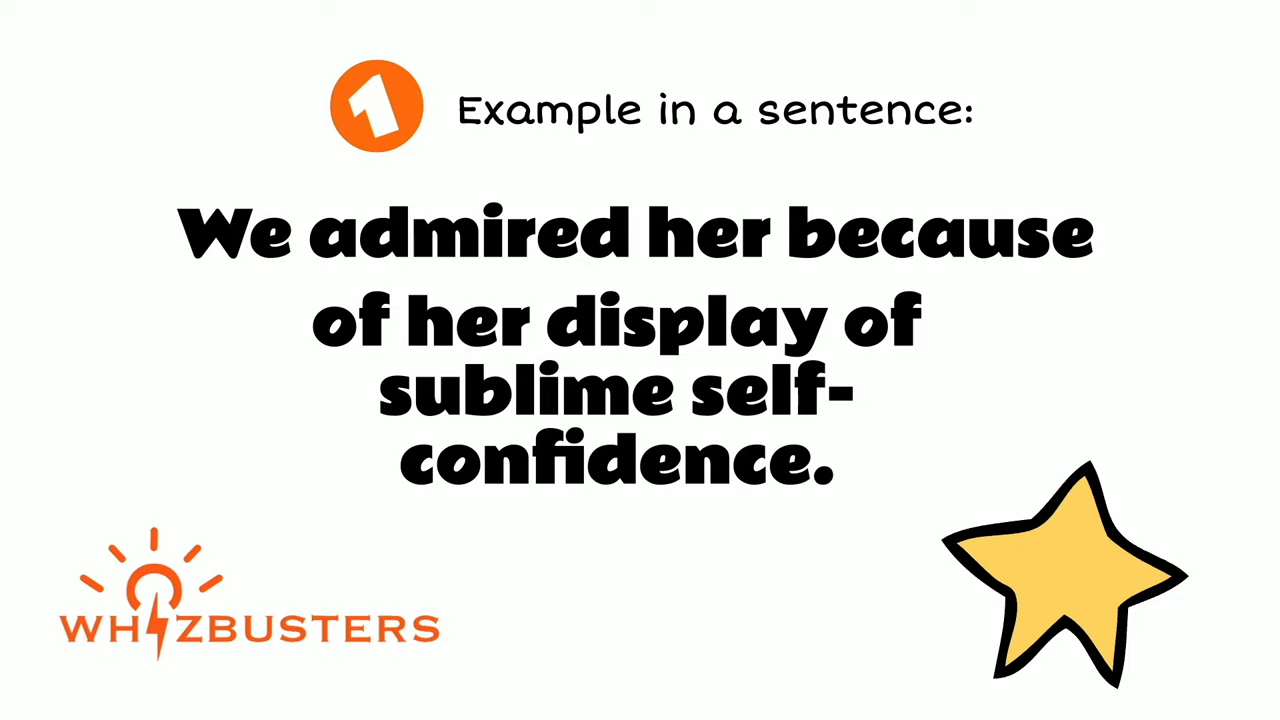 1 Example in a sentence:
We admired her because
of her display of
sublime self-
confidence.
WHIZBUSTERS